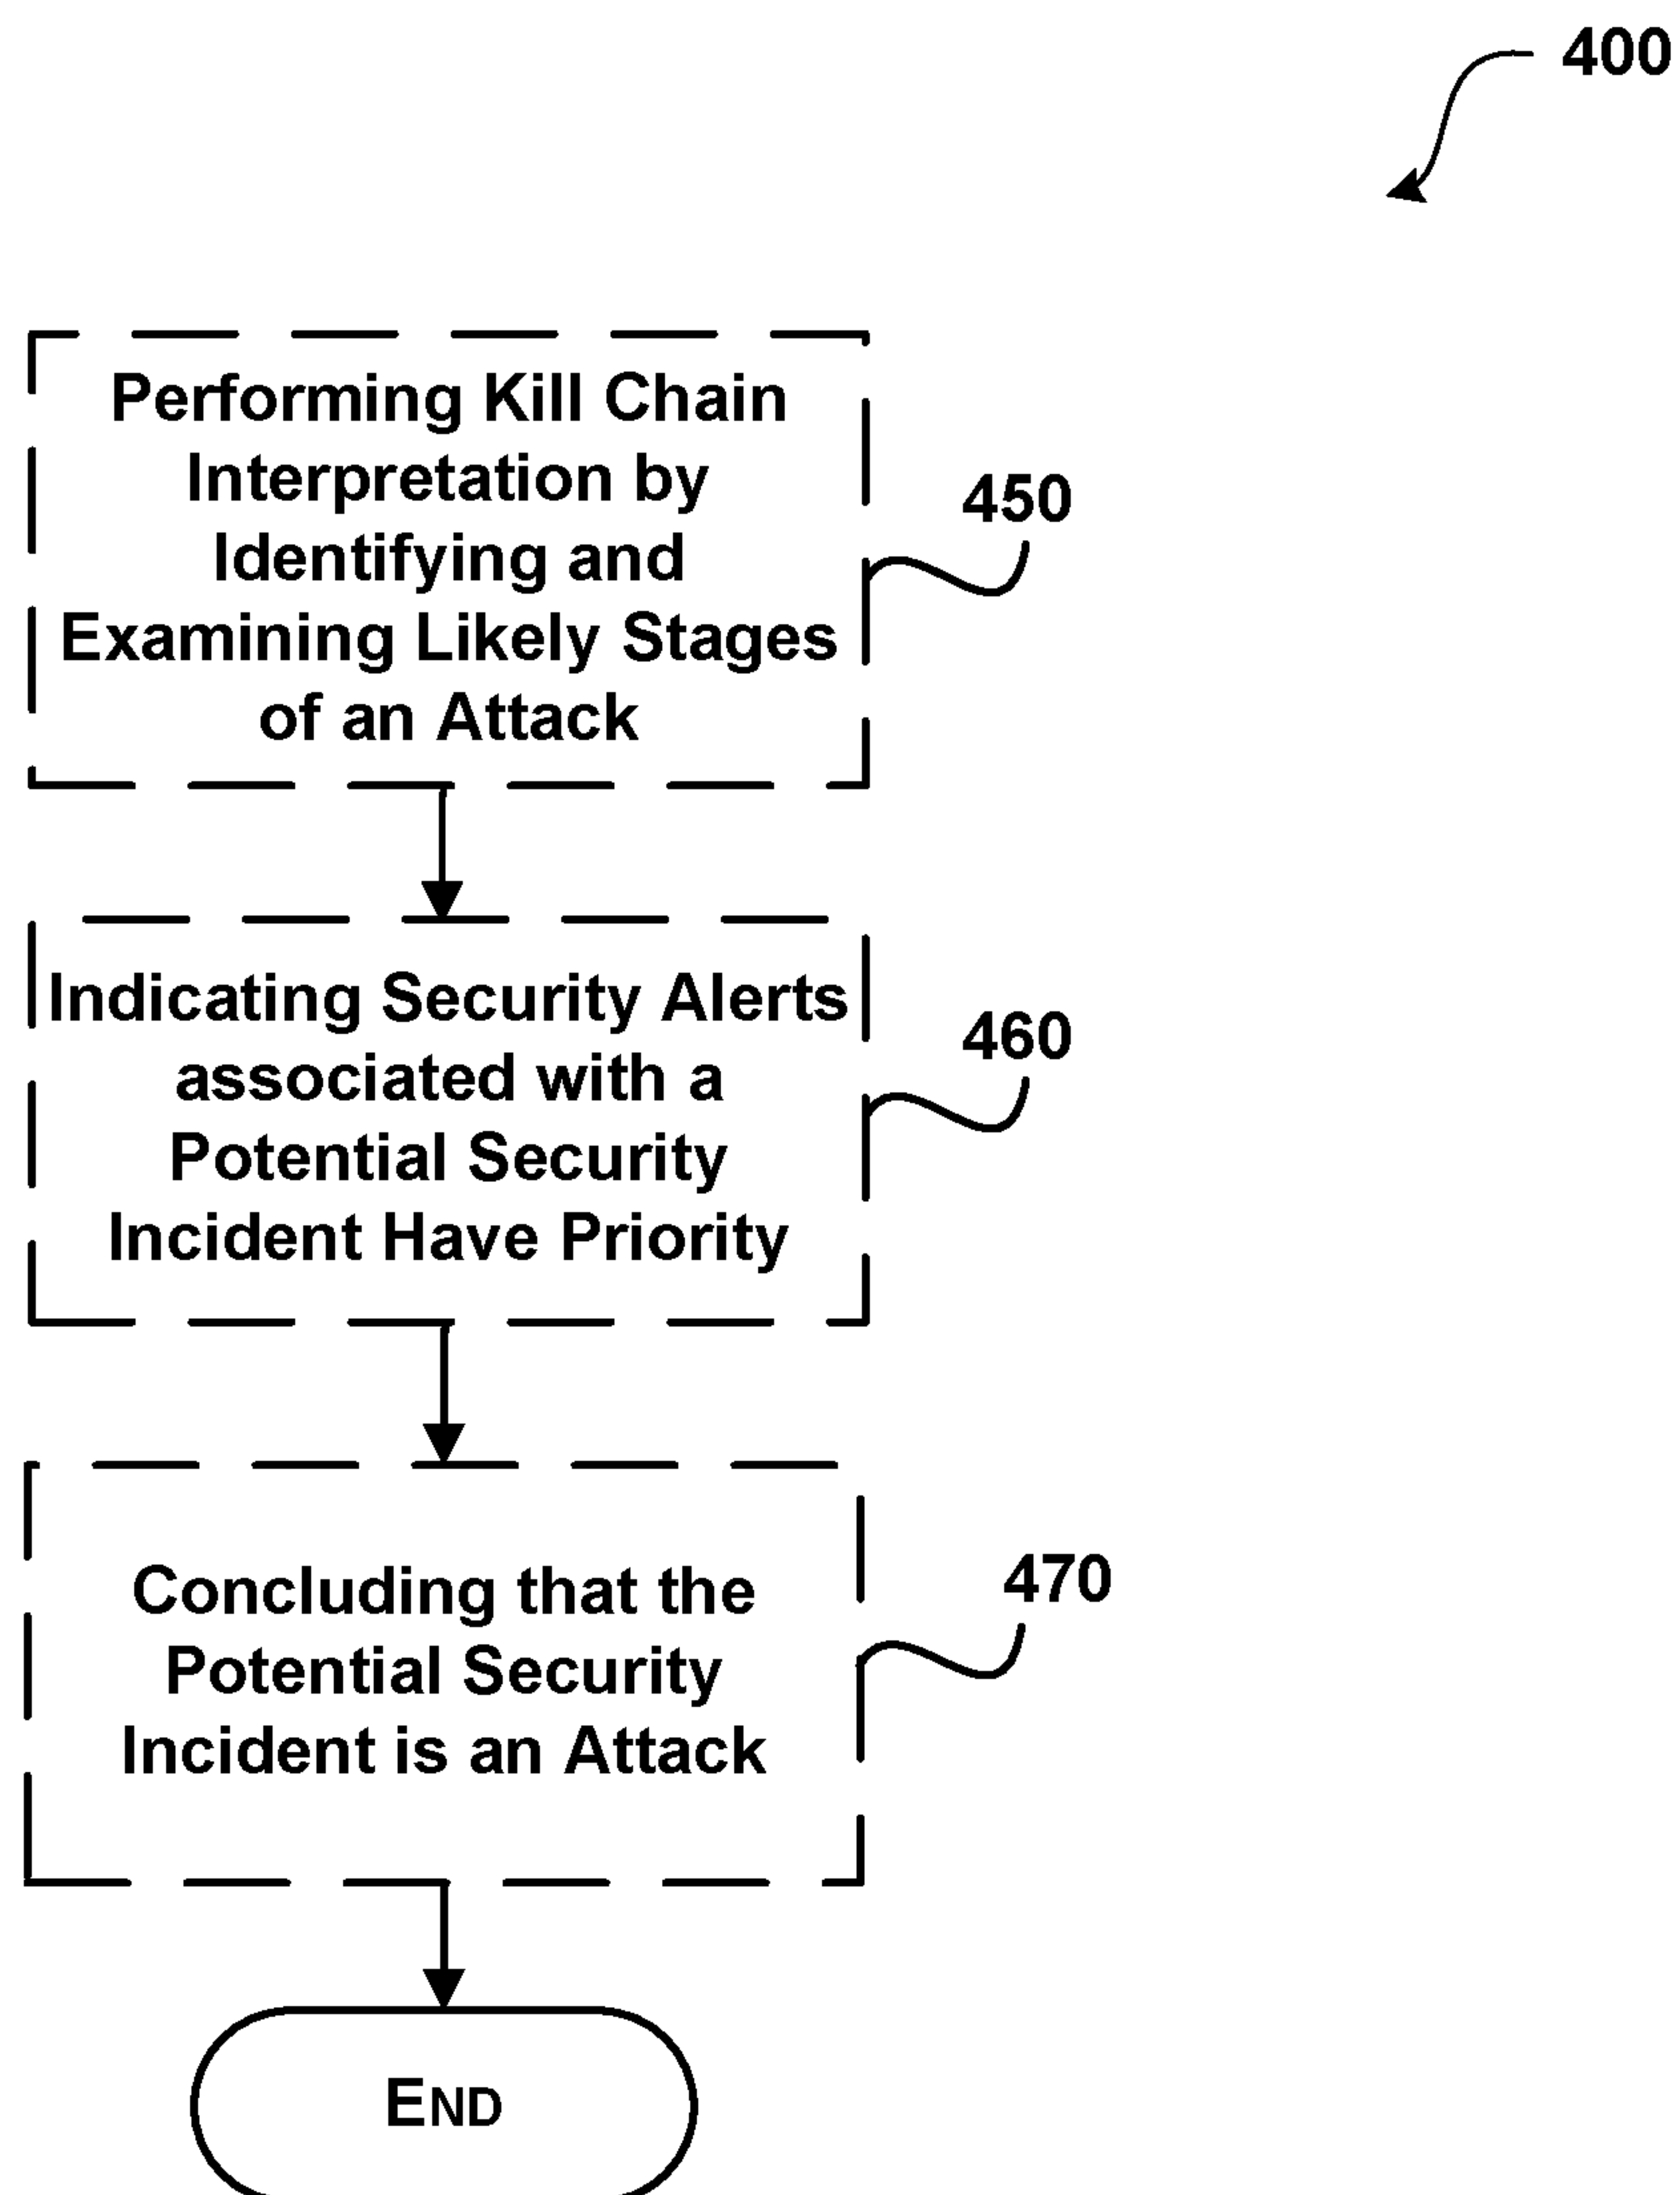 400
Performing Kill Chain
Interpretation by
Identifying and
Examining Likely Stages
of an Attack
450
Indicating Security Alerts
associated with a
Potential Security
Incident Have Priority
460
Concluding that the
Potential Security
Incident is an Attack
470
END